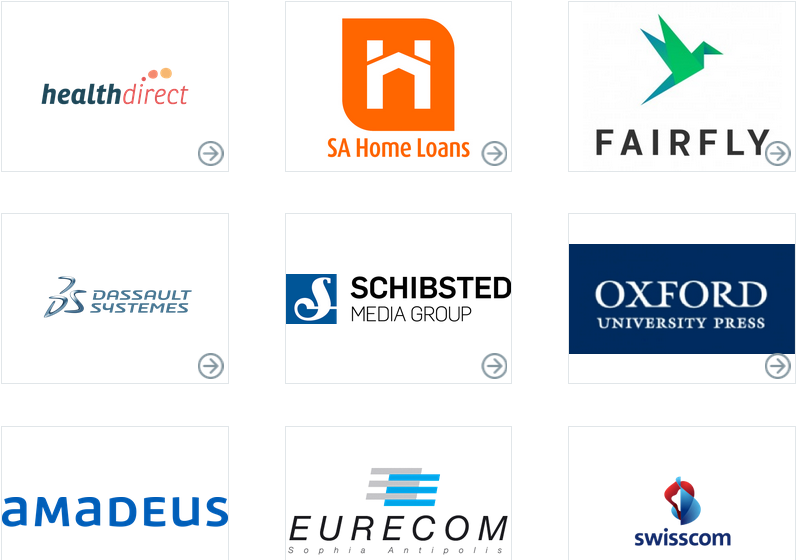 healthdirect
SA Home Loans
FAIRFLY
DASSAULT
SYSTEMES
S SCHIBSTED
MEDIA GROUP
OXFORD
UNIVERSITY PRESS
amaDEUS
EURECOM
Sophia Antipolis
swisscom